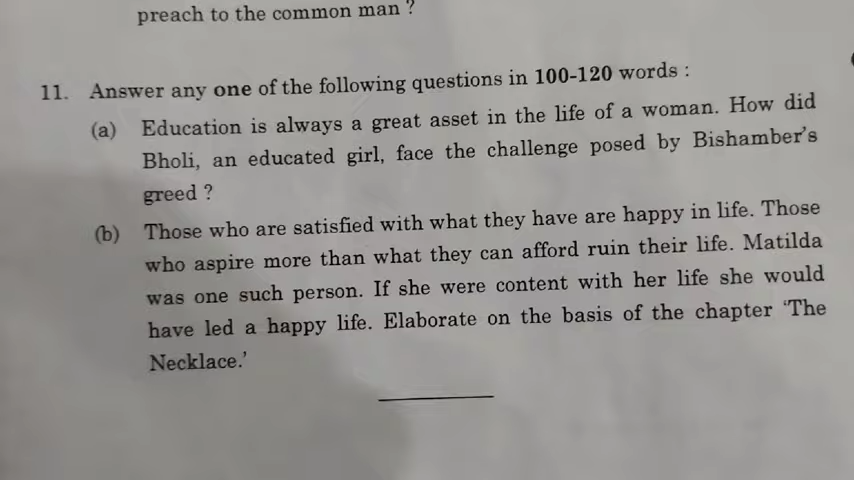 preach to the common man ?
11. Answer any one of the following questions in 100-120 words :
(a) Education is always a great asset in the life of a woman. How did
Bholi, an educated girl, face the challenge posed by Bishamber's
greed ?
(b) Those who are satisfied with what they have are happy in life. Those
who aspire more than what they can afford ruin their life. Matilda
was one such person. If she were content with her life she would
have led a happy life. Elaborate on the basis of the chapter 'The
Necklace.'